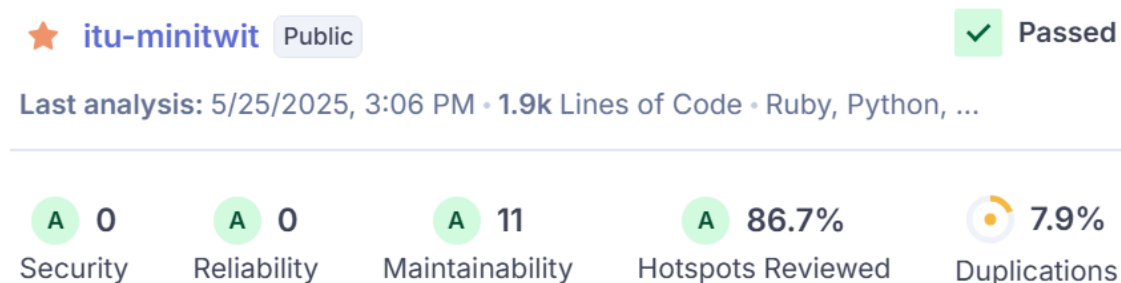 itu-minitwit Public Passed
Last analysis: 5/25/2025, 3:06 PM • 1.9k Lines of Code • Ruby, Python, ...
A 0 A 0 A 11 A 86.7% 7.9%
Security Reliability Maintainability Hotspots Reviewed Duplications